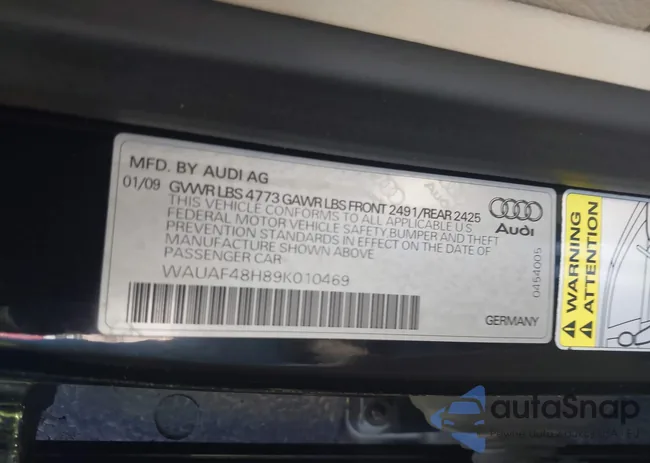 MFD. BY AUDI AG
01/09 GVWR LBS 4773 GAWR LBS FRONT 2491/REAR 2425
THIS VEHICLE CONFORMS TO ALL APPLICABLE U.S
FEDERAL MOTOR VEHICLE SAFETY,BUMPER AND THEFT
PREVENTION STANDARDS IN EFFECT ON THE DATE OF
MANUFACTURE SHOWN ABOVE
PASSENGER CAR
WAUAF48H89K010469
Audi
0454005
GERMANY
WARNING
ATTENTION
autoSnap